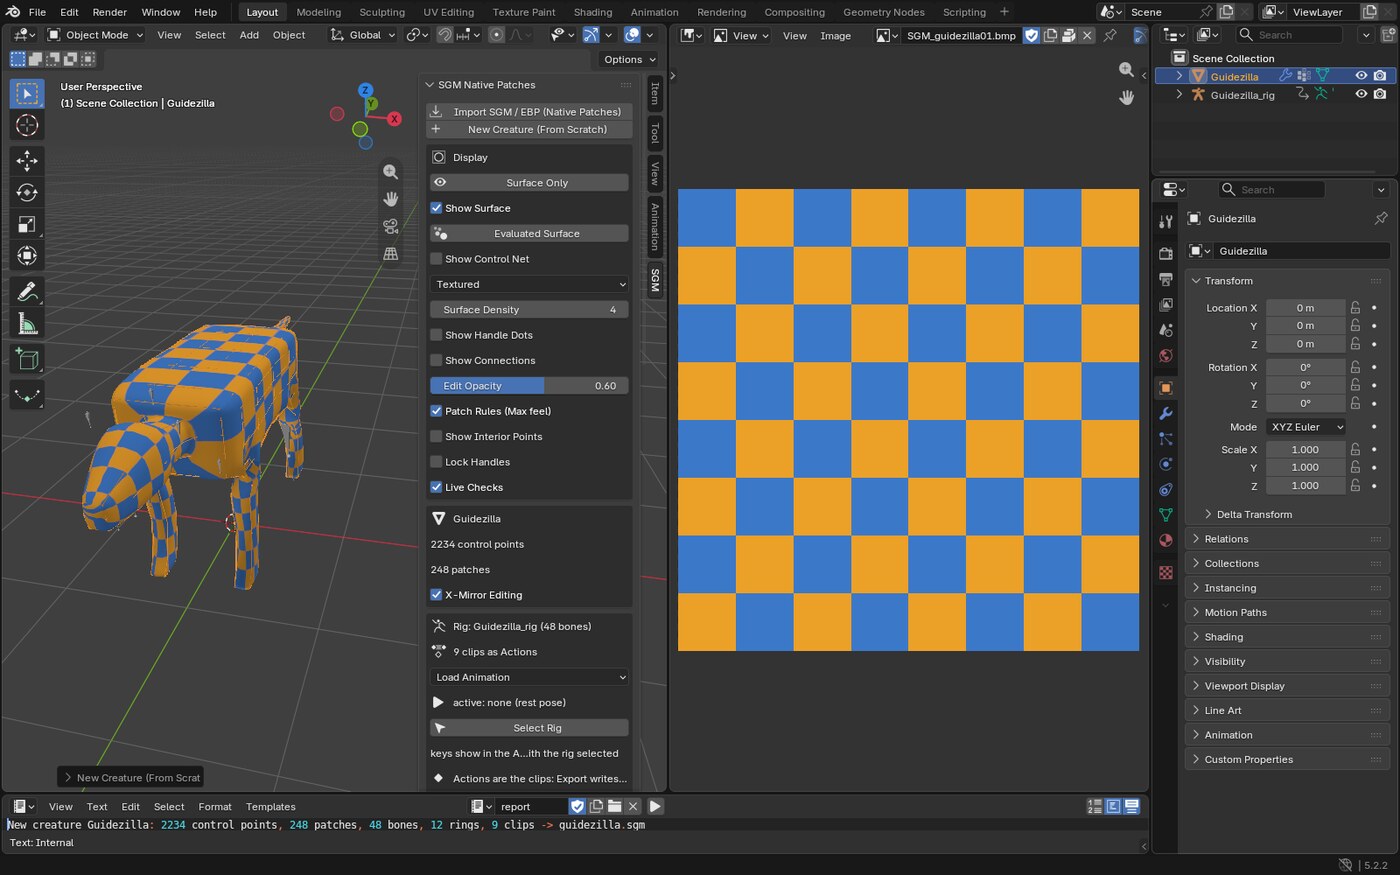 File Edit Render Window Help Layout Modeling Sculpting UV Editing Texture Paint Shading Animation Rendering Compositing Geometry Nodes Scripting + Scene ViewLayer
Object Mode View Select Add Object Global
View View Image SGM_guidezilla01.bmp
Search
Options
User Perspective
(1) Scene Collection | Guidezilla
Z
Y
X
SGM Native Patches
Import SGM / EBP (Native Patches)
New Creature (From Scratch)
Display
Surface Only
Show Surface
Evaluated Surface
Show Control Net
Textured
Surface Density 4
Show Handle Dots
Show Connections
Edit Opacity 0.60
Patch Rules (Max feel)
Show Interior Points
Lock Handles
Live Checks
Guidezilla
2234 control points
248 patches
X-Mirror Editing
Rig: Guidezilla_rig (48 bones)
9 clips as Actions
Load Animation
active: none (rest pose)
Select Rig
keys show in the A...ith the rig selected
Actions are the clips: Export writes...
Item
Tool
View
Animation
SGM
New Creature (From Scrat
Scene Collection
Guidezilla
Guidezilla_rig
Search
Guidezilla
Guidezilla
Transform
Location X 0 m
Y 0 m
Z 0 m
Rotation X 0°
Y 0°
Z 0°
Mode XYZ Euler
Scale X 1.000
Y 1.000
Z 1.000
Delta Transform
Relations
Collections
Instancing
Motion Paths
Shading
Visibility
Viewport Display
Line Art
Animation
Custom Properties
View Text Edit Select Format Templates report
New creature Guidezilla: 2234 control points, 248 patches, 48 bones, 12 rings, 9 clips -> guidezilla.sgm
Text: Internal
5.2.2